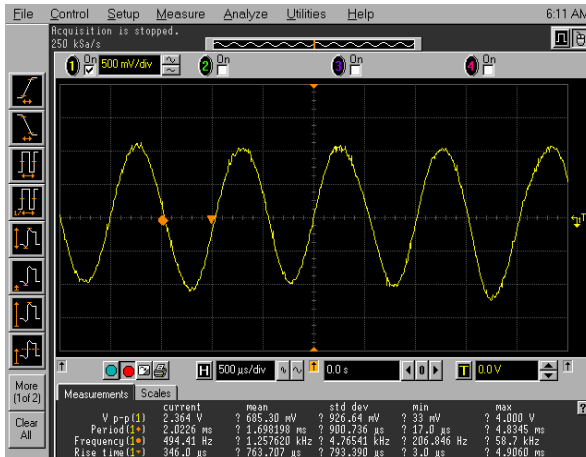 File Control Setup Measure Analyze Utilities Help 6:11 AM
Acquisition is stopped.
250 kSa/s
1 On 500 mV/div 2 On 3 On 4 On
T
More
(1of 2)
Clear
All
H 500 µs/div 0.0 s 0 T 0.0 V
Measurements Scales
current mean std dev min max
V p-p(1) 2.364 V ? 685.30 mV ? 926.64 mV ? 33 mV ? 4.000 V
Period(1) 2.0226 ms ? 1.698198 ms ? 900.736 µs ? 17.0 µs ? 4.8345 ms
Frequency(1) 494.41 Hz ? 1.257620 kHz ? 4.76541 kHz ? 206.846 Hz ? 58.7 kHz
Rise time(1) 346.0 µs ? 763.707 µs ? 793.390 µs ? 3.0 µs ? 4.9060 ms